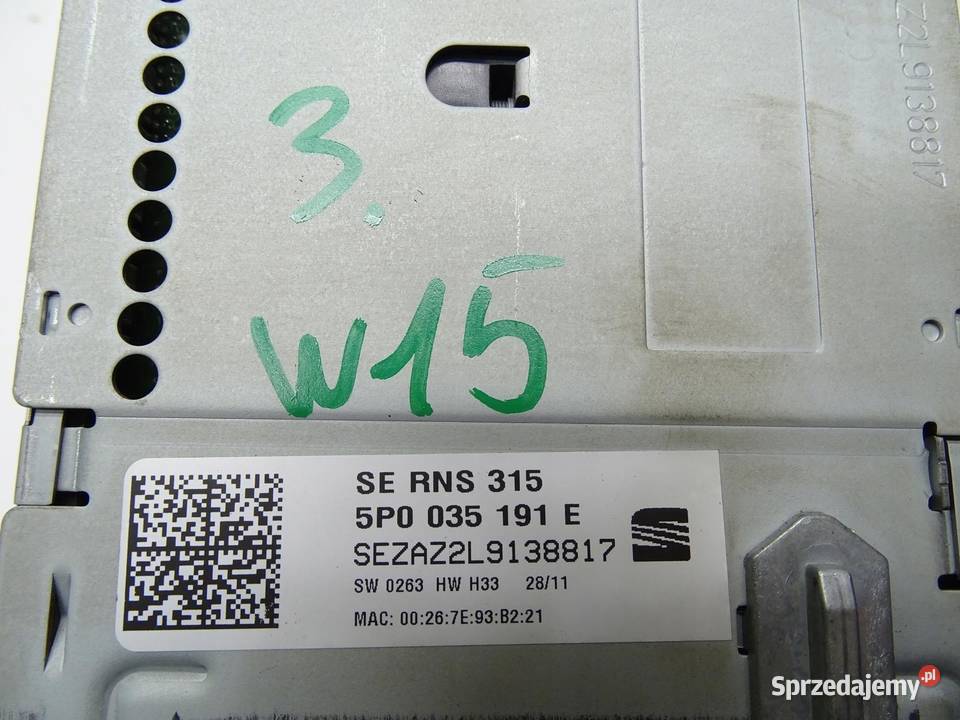 Z2L9138817
3.
W15
SE RNS 315
5P0 035 191 E
SEZAZ2L9138817
SW 0263 HW H33 28/11
MAC: 00:26:7E:93:B2:21
Sprzedajemy.pl